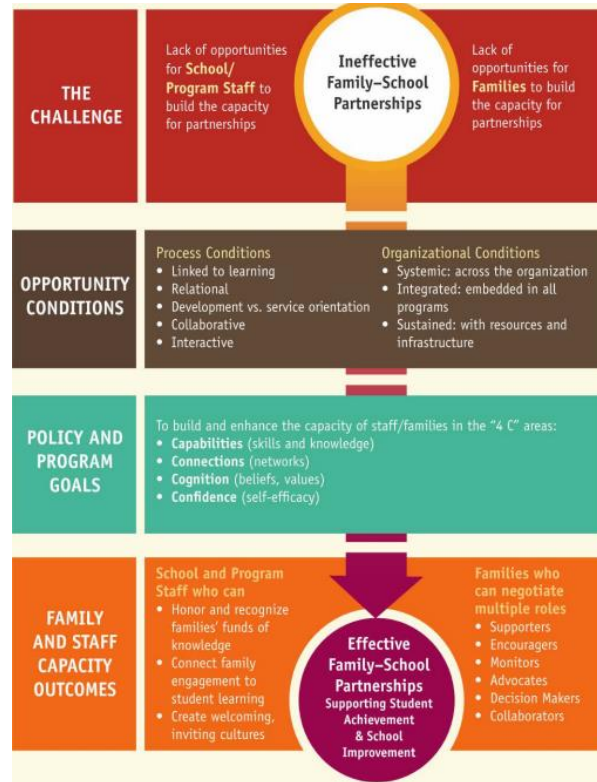 THE
CHALLENGE
Lack of opportunities
for School/
Program Staff to
build the capacity
for partnerships
Ineffective
Family–School
Partnerships
Lack of
opportunities for
Families to build
the capacity for
partnerships
OPPORTUNITY
CONDITIONS
Process Conditions
• Linked to learning
• Relational
• Development vs. service orientation
• Collaborative
• Interactive
Organizational Conditions
• Systemic: across the organization
• Integrated: embedded in all
programs
• Sustained: with resources and
infrastructure
POLICY AND
PROGRAM
GOALS
To build and enhance the capacity of staff/families in the “4 C” areas:
• Capabilities (skills and knowledge)
• Connections (networks)
• Cognition (beliefs, values)
• Confidence (self-efficacy)
FAMILY
AND STAFF
CAPACITY
OUTCOMES
School and Program
Staff who can
• Honor and recognize
families’ funds of
knowledge
• Connect family
engagement to
student learning
• Create welcoming,
inviting cultures
Effective
Family–School
Partnerships
Supporting Student
Achievement
& School
Improvement
Families who
can negotiate
multiple roles
• Supporters
• Encouragers
• Monitors
• Advocates
• Decision Makers
• Collaborators